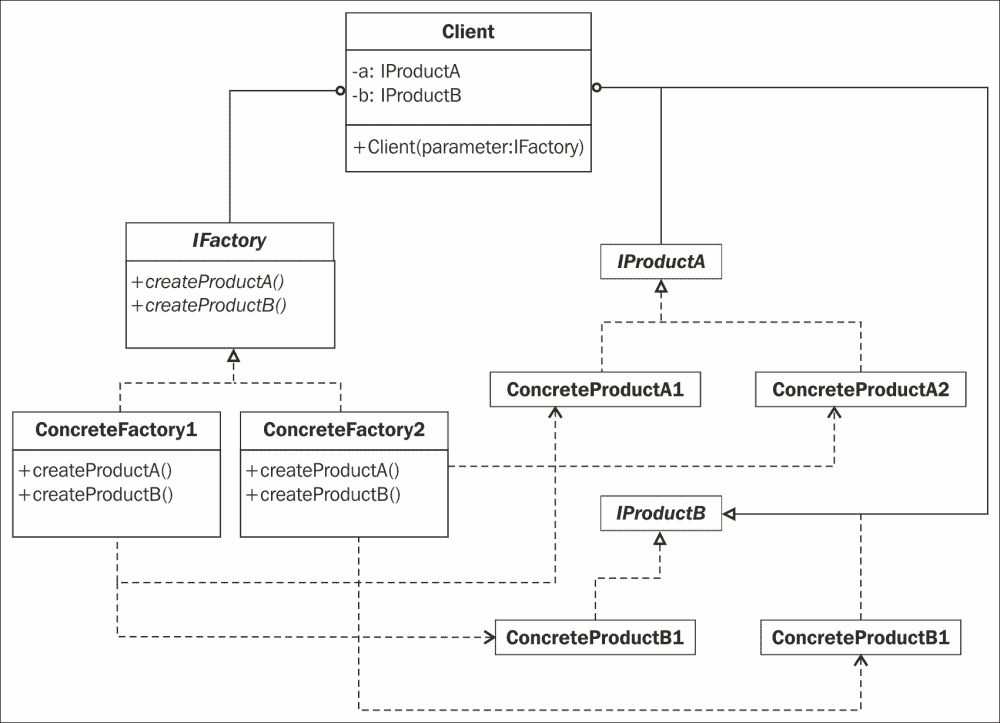 Client
-a: IProductA
-b: IProductB
+Client(parameter:IFactory)
IFactory
+createProductA()
+createProductB()
IProductA
ConcreteProductA1
ConcreteProductA2
ConcreteFactory1
+createProductA()
+createProductB()
ConcreteFactory2
+createProductA()
+createProductB()
IProductB
ConcreteProductB1
ConcreteProductB1